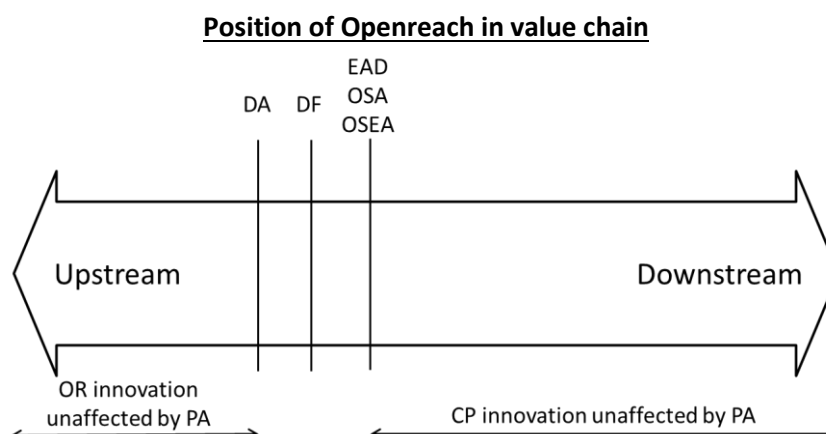 Position of Openreach in value chain
EAD
DA DF OSA
OSEA
Upstream Downstream
OR innovation
unaffected by PA CP innovation unaffected by PA